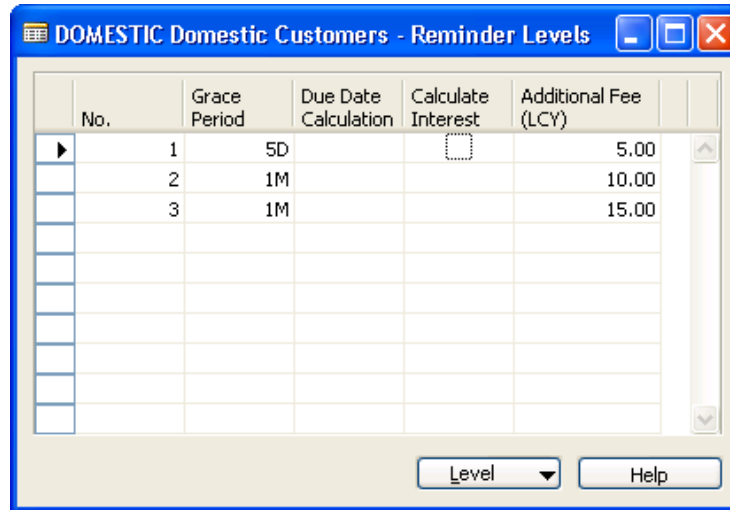 DOMESTIC Domestic Customers - Reminder Levels
No. Grace Period Due Date Calculation Calculate Interest Additional Fee (LCY)
1 5D 5.00
2 1M 10.00
3 1M 15.00
Level Help